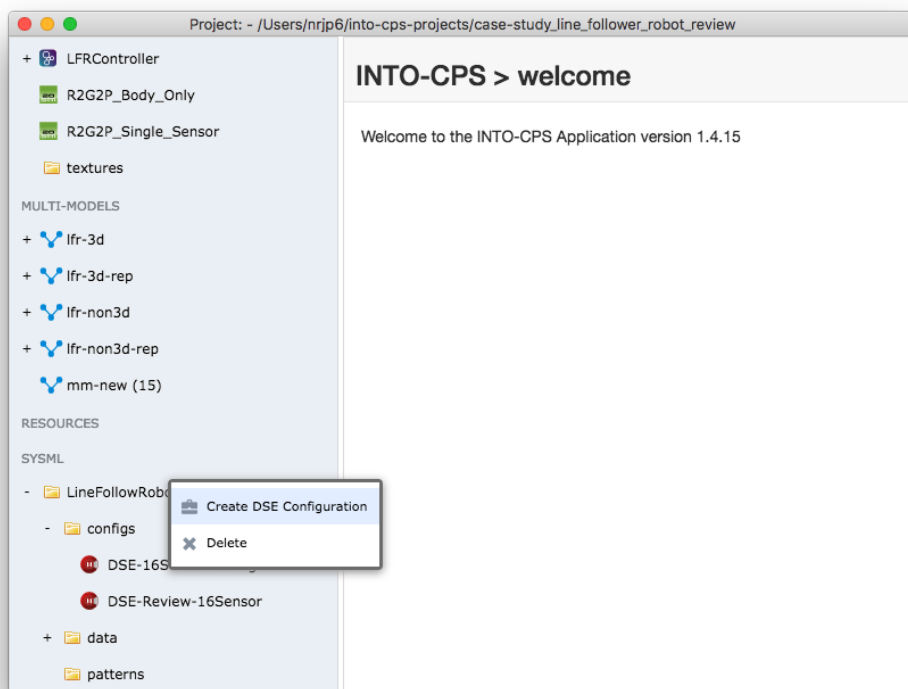 Project: - /Users/nrjp6/into-cps-projects/case-study_line_follower_robot_review
+ LFRController
R2G2P_Body_Only
R2G2P_Single_Sensor
textures
MULTI-MODELS
+ lfr-3d
+ lfr-3d-rep
+ lfr-non3d
+ lfr-non3d-rep
mm-new (15)
RESOURCES
SYSML
- LineFollowRobo
- configs
DSE-16S
DSE-Review-16Sensor
+ data
patterns
Create DSE Configuration
Delete
INTO-CPS > welcome
Welcome to the INTO-CPS Application version 1.4.15